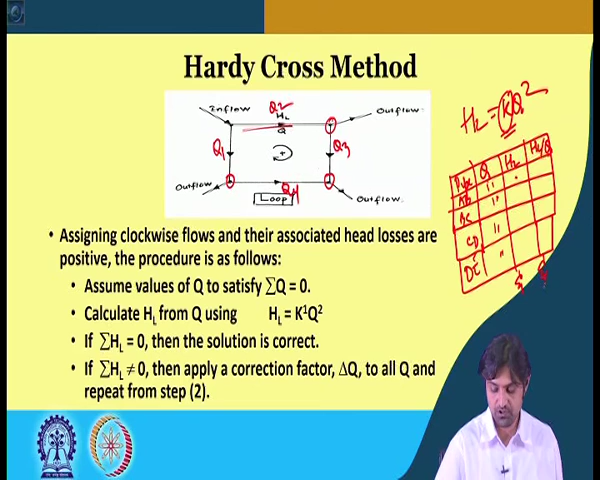 Hardy Cross Method
Inflow
Q2
HL
Q
Outflow
Q1
+
Q3
Outflow
Q4
Loop
Outflow
HL = KQ²
Pipe Q HL HL/Q
AB "
BC "
CD "
DE "
• Assigning clockwise flows and their associated head losses are
positive, the procedure is as follows:
• Assume values of Q to satisfy ∑Q = 0.
• Calculate HL from Q using HL = K¹Q²
• If ∑HL = 0, then the solution is correct.
• If ∑HL ≠ 0, then apply a correction factor, ΔQ, to all Q and
repeat from step (2).